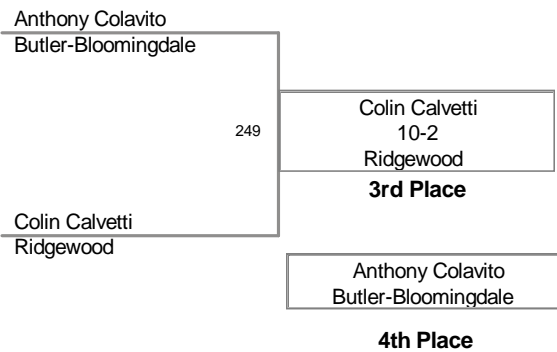 Anthony Colavito
Butler-Bloomingdale
249
Colin Calvetti
10-2
Ridgewood
3rd Place
Colin Calvetti
Ridgewood
Anthony Colavito
Butler-Bloomingdale
4th Place